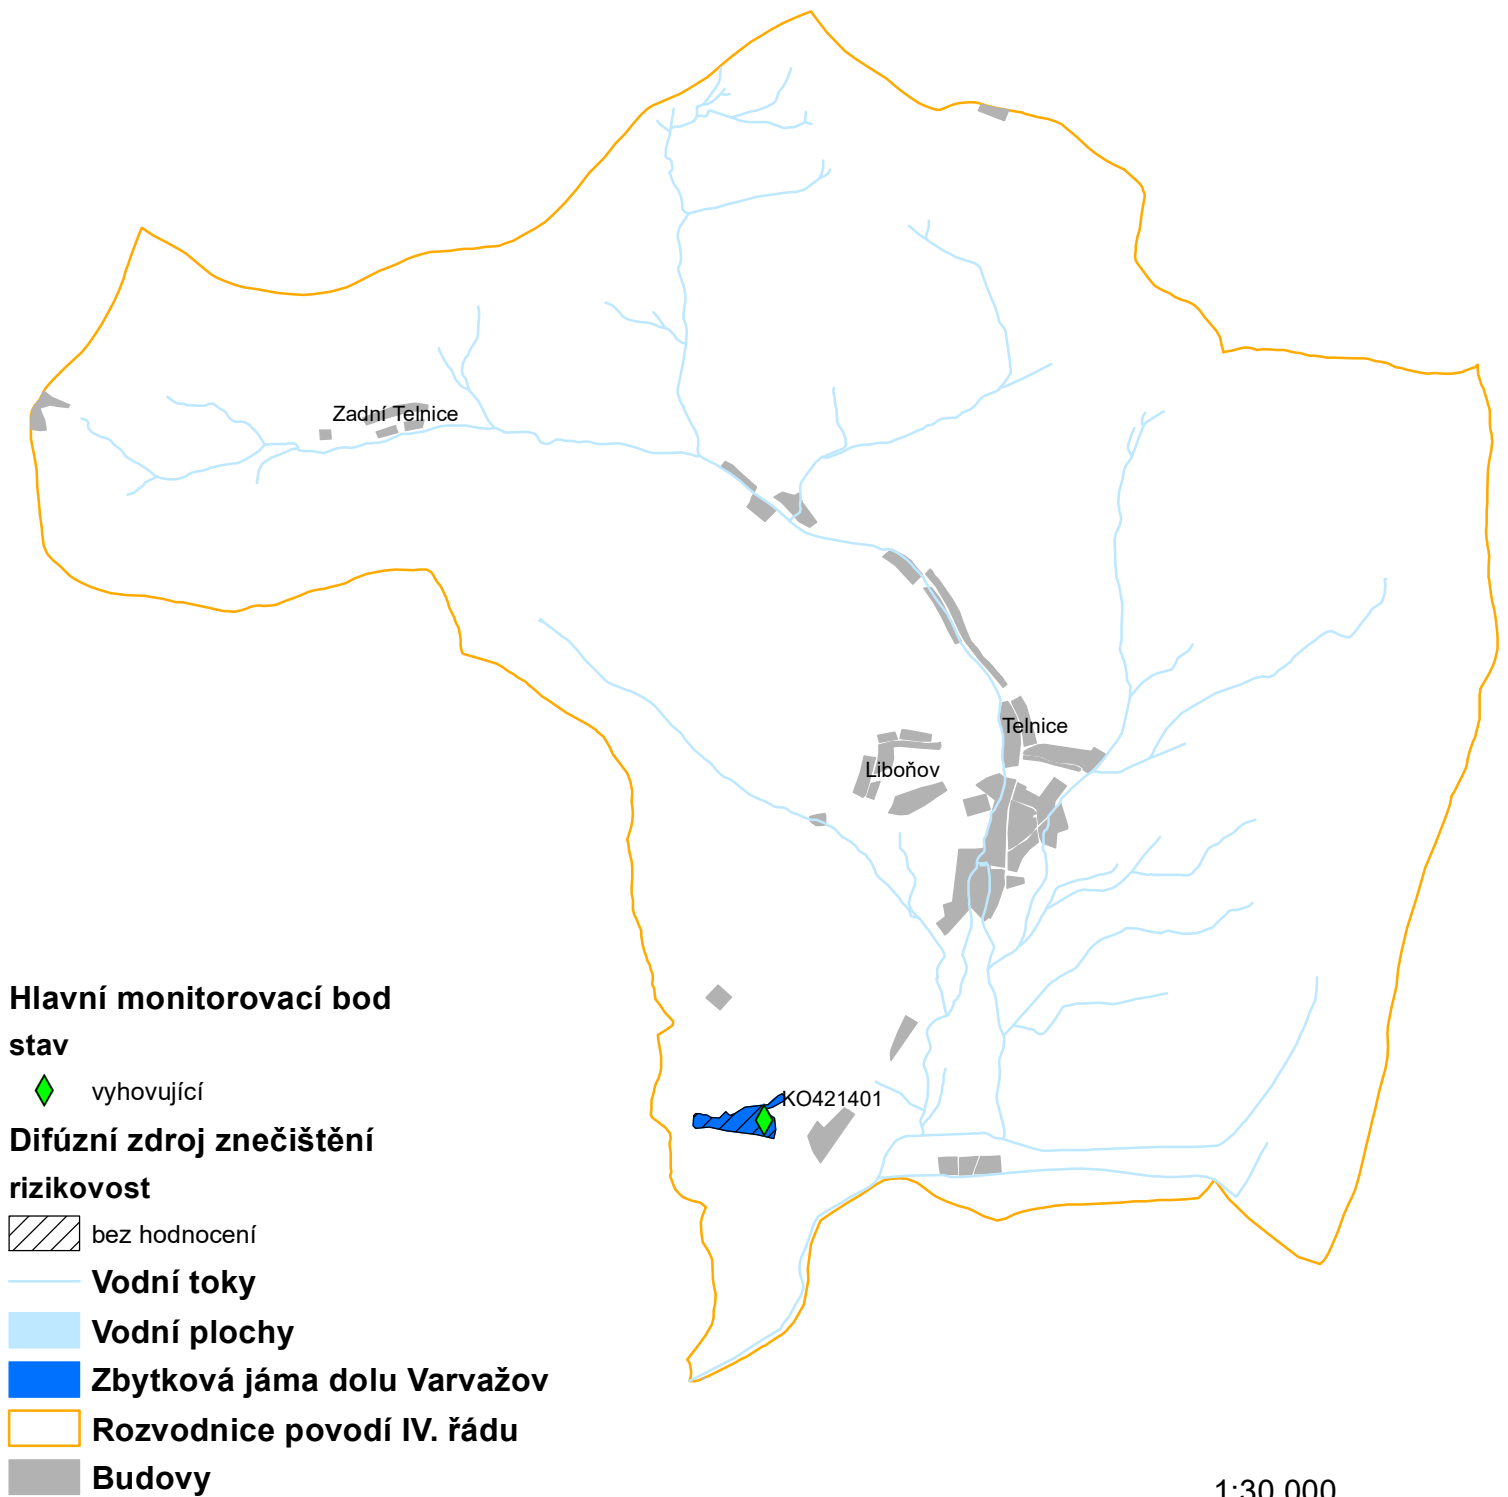 Zadní Telnice
Telnice
Liboňov
KO421401
Hlavní monitorovací bod
stav
vyhovující
Difúzní zdroj znečištění
rizikovost
bez hodnocení
Vodní toky
Vodní plochy
Zbytková jáma dolu Varvažov
Rozvodnice povodí IV. řádu
Budovy
1:30 000